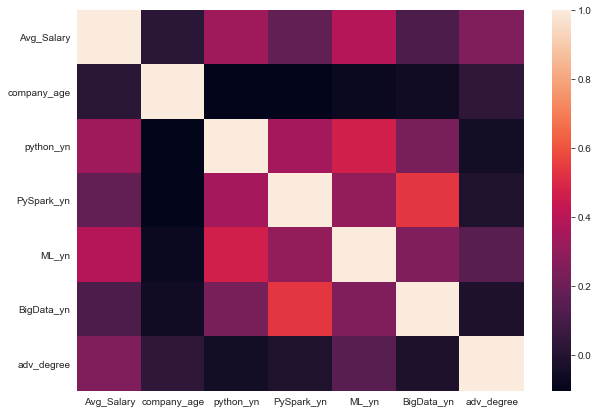 Avg_Salary
company_age
python_yn
PySpark_yn
ML_yn
BigData_yn
adv_degree
Avg_Salary company_age python_yn PySpark_yn ML_yn BigData_yn adv_degree
1.0
0.8
0.6
0.4
0.2
0.0